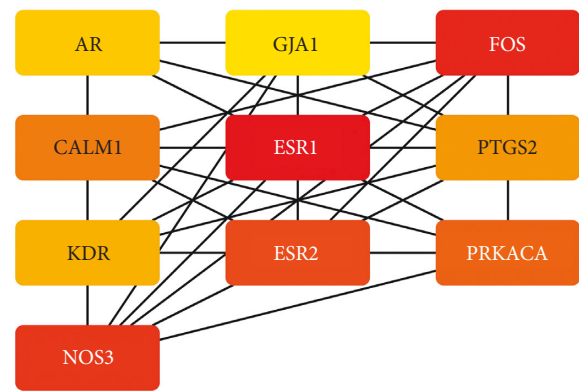 AR
GJA1
FOS
CALM1
ESR1
PTGS2
KDR
ESR2
PRKACA
NOS3